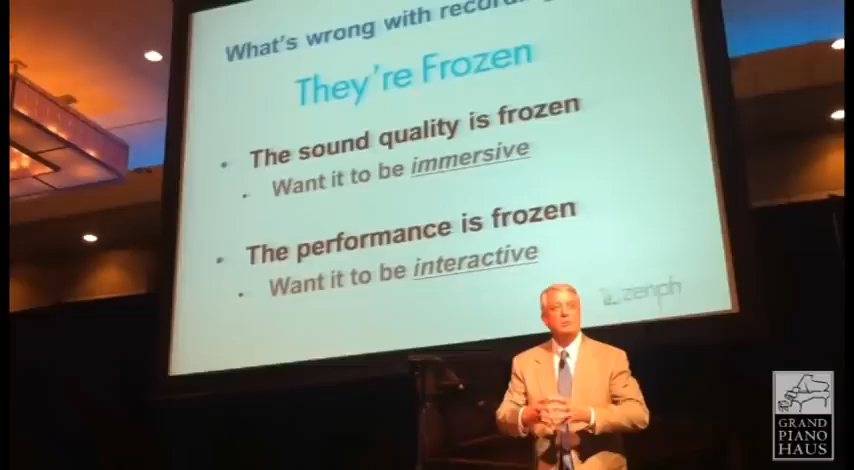 What's wrong with
They're Frozen
• The sound quality is frozen
• Want it to be immersive
• The performance is frozen
• Want it to be interactive
zenph
GRAND
PIANO
HAUS